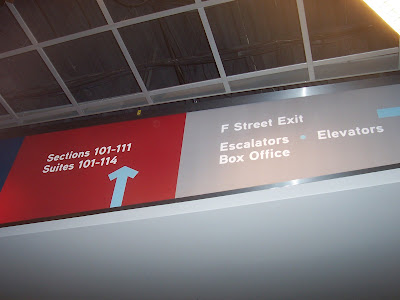 Sections 101-111
Suites 101-114
F Street Exit
Escalators • Elevators
Box Office